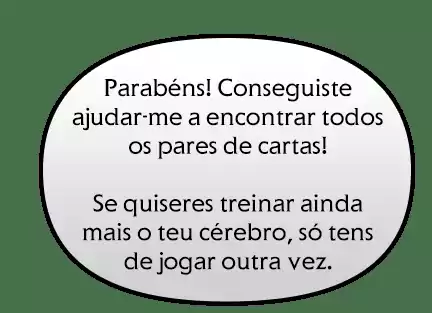 Parabéns! Conseguiste
ajudar-me a encontrar todos
os pares de cartas!
Se quiseres treinar ainda
mais o teu cérebro, só tens
de jogar outra vez.